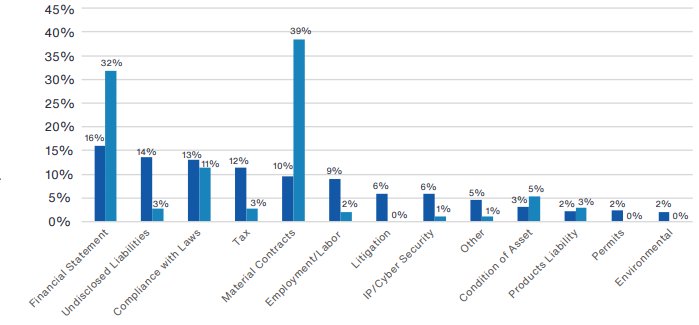 45%
40%
35%
30%
25%
20%
15%
10%
5%
0%
16% 32%
14% 3%
13% 11%
12% 3%
10% 39%
9% 2%
6% 0%
6% 1%
5% 1%
3% 5%
2% 3%
2% 0%
2% 0%
Financial Statement
Undisclosed Liabilities
Compliance with Laws
Tax
Material Contracts
Employment/Labor
Litigation
IP/Cyber Security
Other
Condition of Asset
Products Liability
Permits
Environmental